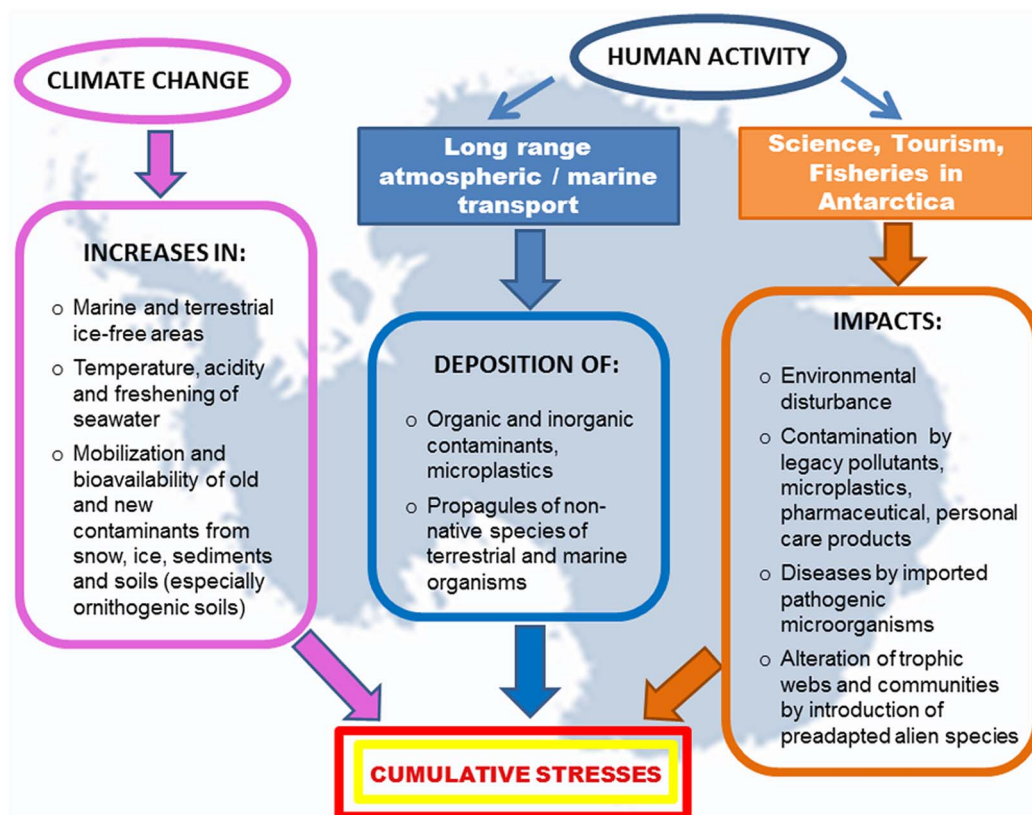 CLIMATE CHANGE
HUMAN ACTIVITY
Long range
atmospheric / marine
transport
Science, Tourism,
Fisheries in
Antarctica
INCREASES IN:
o Marine and terrestrial
ice-free areas
o Temperature, acidity
and freshening of
seawater
o Mobilization and
bioavailability of old
and new
contaminants from
snow, ice, sediments
and soils (especially
ornithogenic soils)
DEPOSITION OF:
o Organic and inorganic
contaminants,
microplastics
o Propagules of non-
native species of
terrestrial and marine
organisms
IMPACTS:
o Environmental
disturbance
o Contamination by
legacy pollutants,
microplastics,
pharmaceutical, personal
care products
o Diseases by imported
pathogenic
microorganisms
o Alteration of trophic
webs and communities
by introduction of
preadapted alien species
CUMULATIVE STRESSES